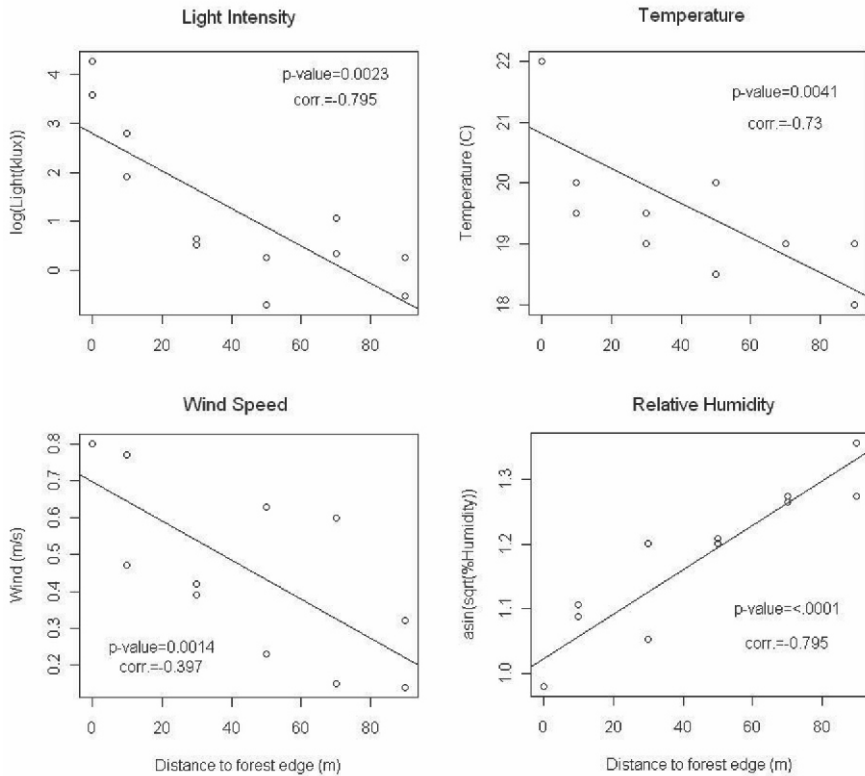 Light Intensity
log(Light(klux))
4
3
2
1
0
p-value=0.0023
corr.=-0.795
0 20 40 60 80
Temperature
Temperature (C)
22
21
20
19
18
p-value=0.0041
corr.=-0.73
0 20 40 60 80
Wind Speed
Wind (m/s)
0.8
0.7
0.6
0.5
0.4
0.3
0.2
p-value=0.0014
corr.=-0.397
0 20 40 60 80
Distance to forest edge (m)
Relative Humidity
asin(sqrt(%Humidity))
1.3
1.2
1.1
1.0
p-value=<.0001
corr.=-0.795
0 20 40 60 80
Distance to forest edge (m)